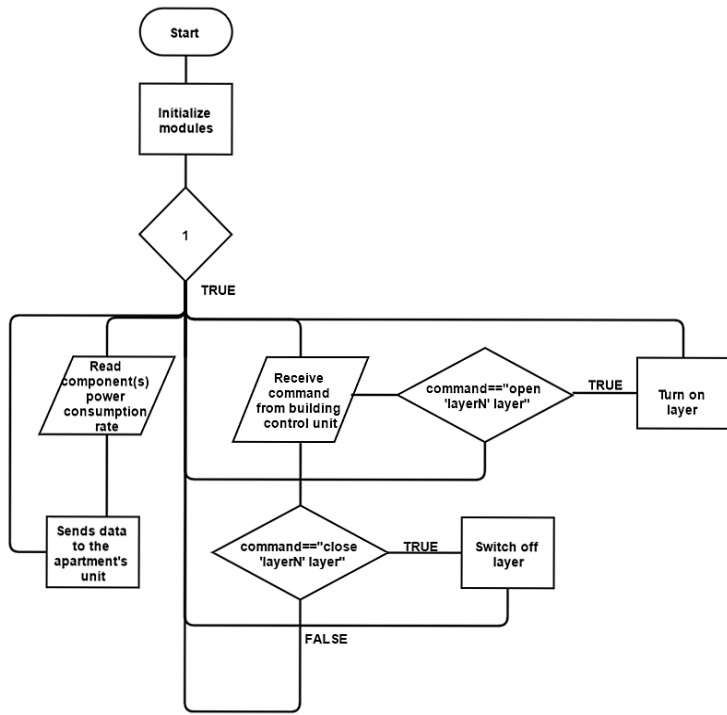 Start
Initialize
modules
1
TRUE
Read
component(s)
power
consumption
rate
Receive
command
from building
control unit
command=="open
'layerN' layer"
TRUE
Turn on
layer
Sends data
to the
apartment's
unit
command=="close
'layerN' layer"
TRUE
Switch off
layer
FALSE